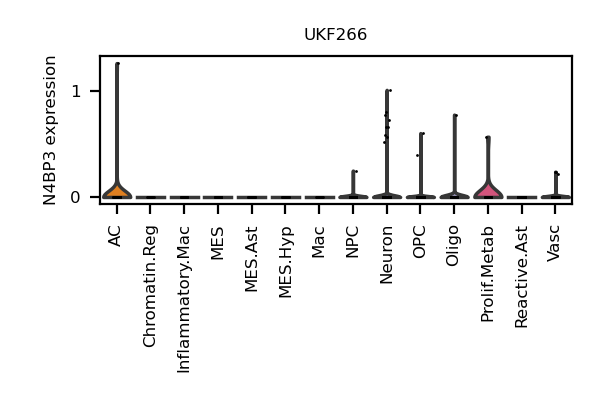 UKF266
N4BP3 expression
1
0
AC
Chromatin.Reg
Inflammatory.Mac
MES
MES.Ast
MES.Hyp
Mac
NPC
Neuron
OPC
Oligo
Prolif.Metab
Reactive.Ast
Vasc